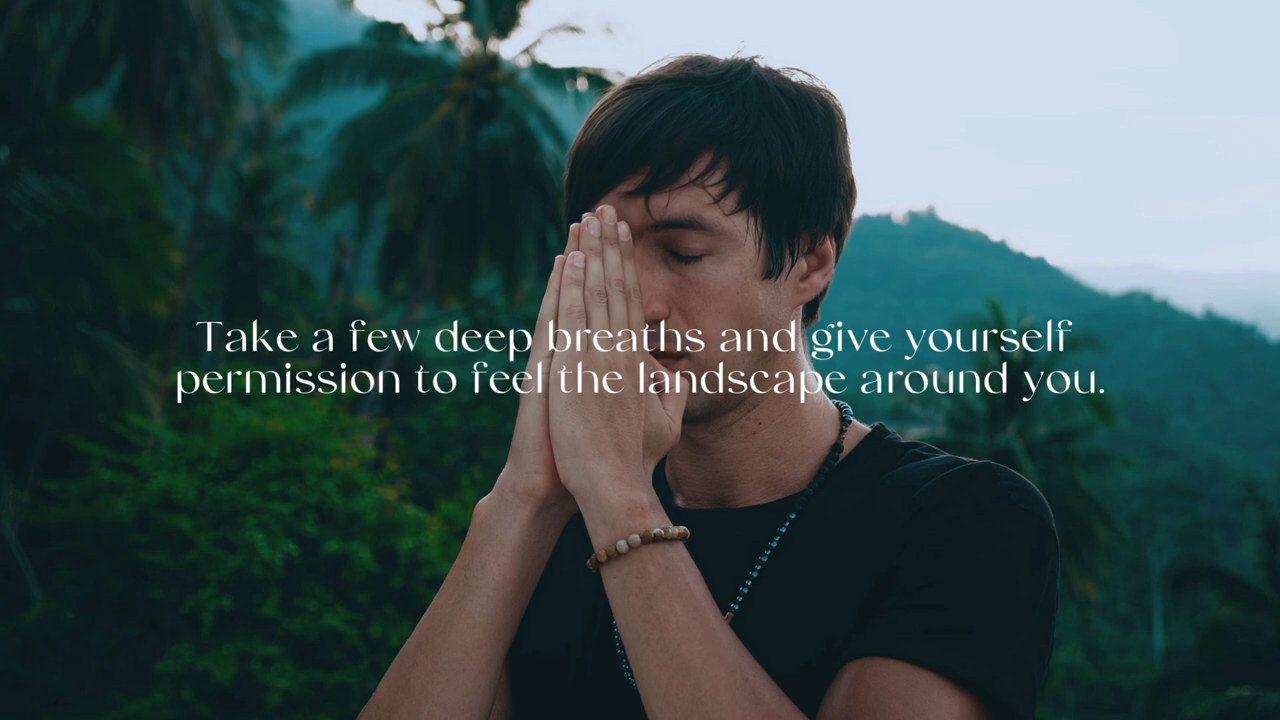 Take a few deep breaths and give yourself
permission to feel the landscape around you.